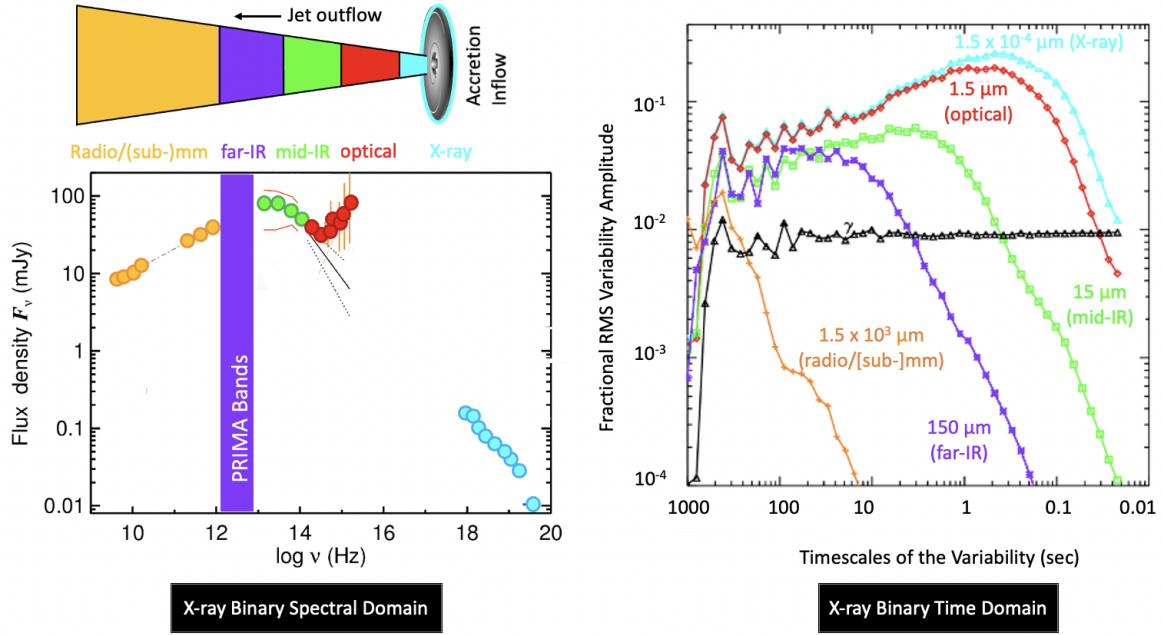 Jet outflow
Accretion
Inflow
Radio/(sub-)mm far-IR mid-IR optical X-ray
Flux density Fν (mJy)
100
10
1
0.1
0.01
PRIMA Bands
10 12 14 16 18 20
log ν (Hz)
X-ray Binary Spectral Domain
Fractional RMS Variability Amplitude
10⁻¹
10⁻²
10⁻³
10⁻⁴
1.5 x 10⁻⁴ μm (X-ray)
1.5 μm
(optical)
γ
15 μm
(mid-IR)
1.5 x 10³ μm
(radio/[sub-]mm)
150 μm
(far-IR)
1000 100 10 1 0.1 0.01
Timescales of the Variability (sec)
X-ray Binary Time Domain